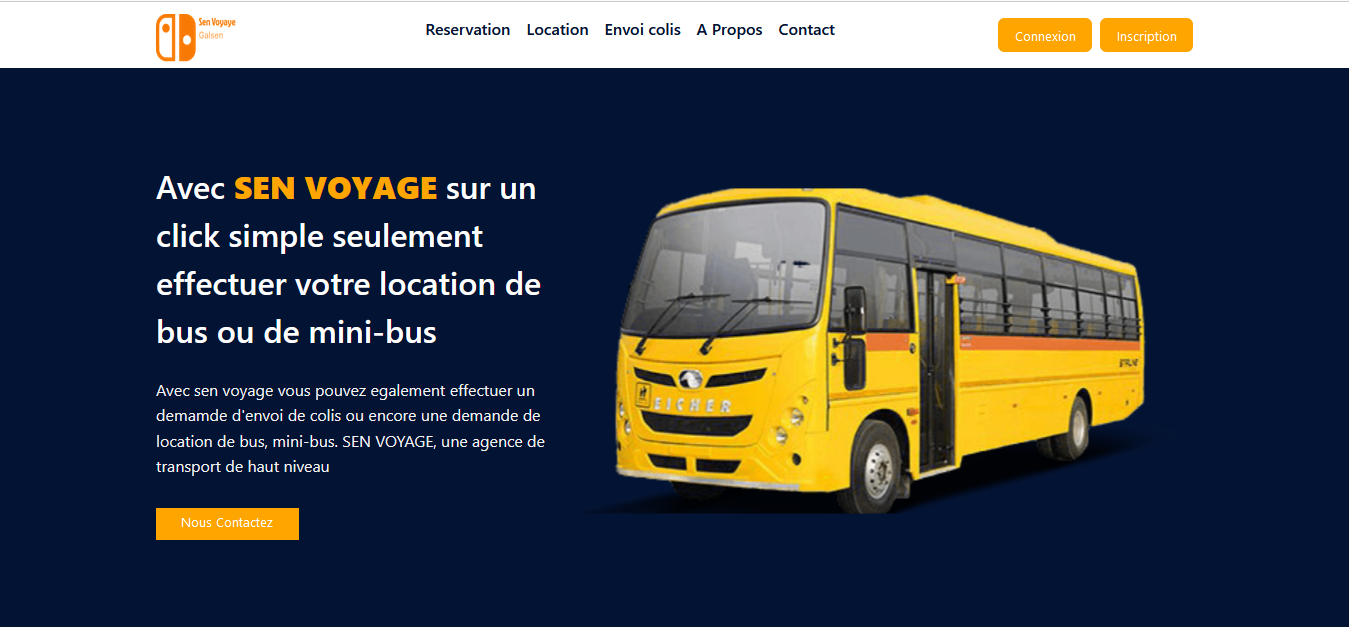 Sen Voyaye
Galsen
Reservation Location Envoi colis A Propos Contact
Connexion Inscription
Avec SEN VOYAGE sur un
click simple seulement
effectuer votre location de
bus ou de mini-bus
Avec sen voyage vous pouvez egalement effectuer un
demamde d'envoi de colis ou encore une demande de
location de bus, mini-bus. SEN VOYAGE, une agence de
transport de haut niveau
Nous Contactez
EICHER